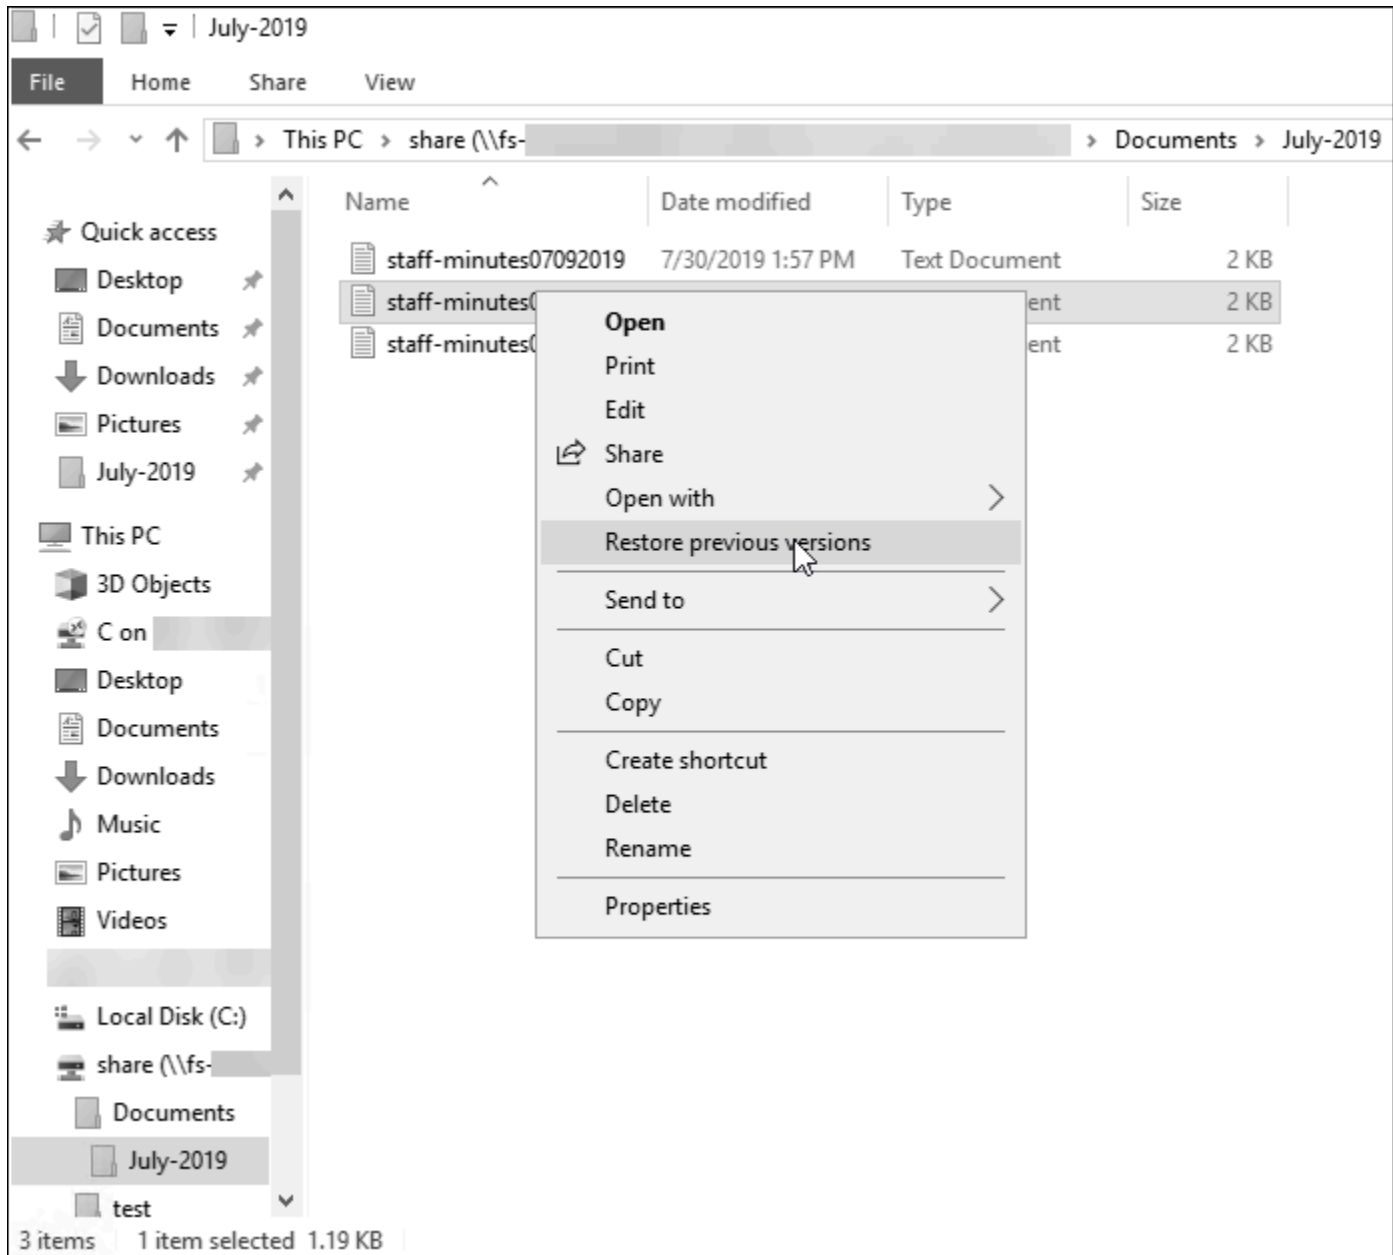 July-2019
File Home Share View
This PC > share (\\fs- > Documents > July-2019
Name Date modified Type Size
Quick access
Desktop
Documents
Downloads
Pictures
July-2019
This PC
3D Objects
C on
Desktop
Documents
Downloads
Music
Pictures
Videos
Local Disk (C:)
share (\\fs-
Documents
July-2019
test
staff-minutes07092019 7/30/2019 1:57 PM Text Document 2 KB
staff-minutes0 ent 2 KB
staff-minutes0 ent 2 KB
Open
Print
Edit
Share
Open with
Restore previous versions
Send to
Cut
Copy
Create shortcut
Delete
Rename
Properties
3 items 1 item selected 1.19 KB